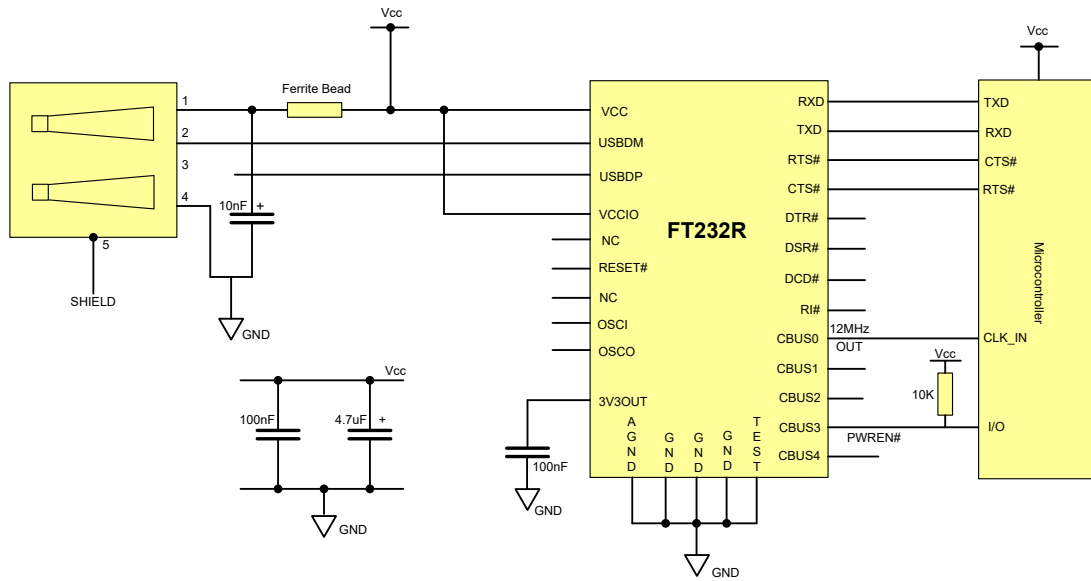 Vcc
Ferrite Bead
1
2
3
4
5
SHIELD
10nF +
GND
Vcc
100nF
4.7uF +
GND
VCC
USBDM
USBDP
VCCIO
NC
RESET#
NC
OSCI
OSCO
3V3OUT
100nF
GND
FT232R
AGND
GND
GND
GND
TEST
GND
RXD
TXD
RTS#
CTS#
DTR#
DSR#
DCD#
RI#
CBUS0
CBUS1
CBUS2
CBUS3
CBUS4
12MHz
OUT
Vcc
10K
PWREN#
Vcc
TXD
RXD
CTS#
RTS#
Microcontroller
CLK_IN
I/O